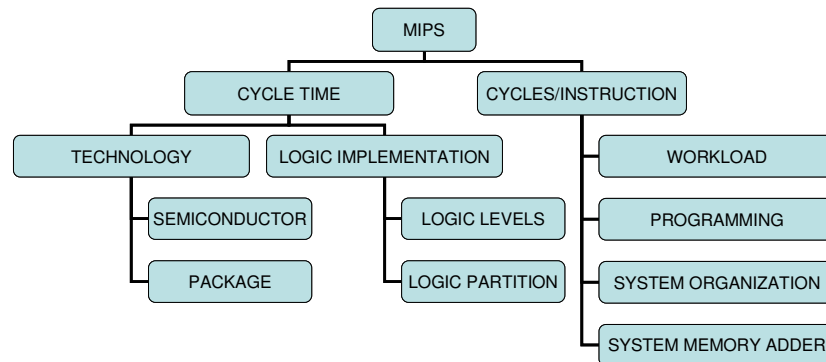 MIPS
CYCLE TIME
CYCLES/INSTRUCTION
TECHNOLOGY
LOGIC IMPLEMENTATION
WORKLOAD
SEMICONDUCTOR
LOGIC LEVELS
PROGRAMMING
PACKAGE
LOGIC PARTITION
SYSTEM ORGANIZATION
SYSTEM MEMORY ADDER